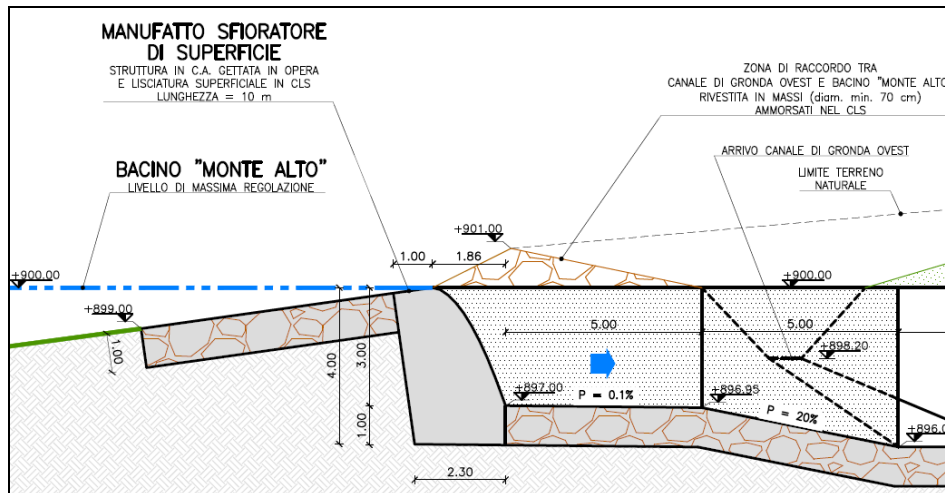 MANUFATTO SFIORATORE
DI SUPERFICIE
STRUTTURA IN C.A. GETTATA IN OPERA
E LISCIATURA SUPERFICIALE IN CLS
LUNGHEZZA = 10 m
ZONA DI RACCORDO TRA
CANALE DI GRONDA OVEST E BACINO "MONTE ALTO
RIVESTITA IN MASSI (diam. min. 70 cm)
AMMORSATI NEL CLS
ARRIVO CANALE DI GRONDA OVEST
BACINO "MONTE ALTO"
LIVELLO DI MASSIMA REGOLAZIONE
LIMITE TERRENO
NATURALE
+901.00
1.00
1.86
+900.00
+900.00
+899.00
5.00
5.00
1.00
4.00
3.00
+898.20
+897.00
P = 0.1%
+896.95
P = 20%
1.00
+896.0
2.30